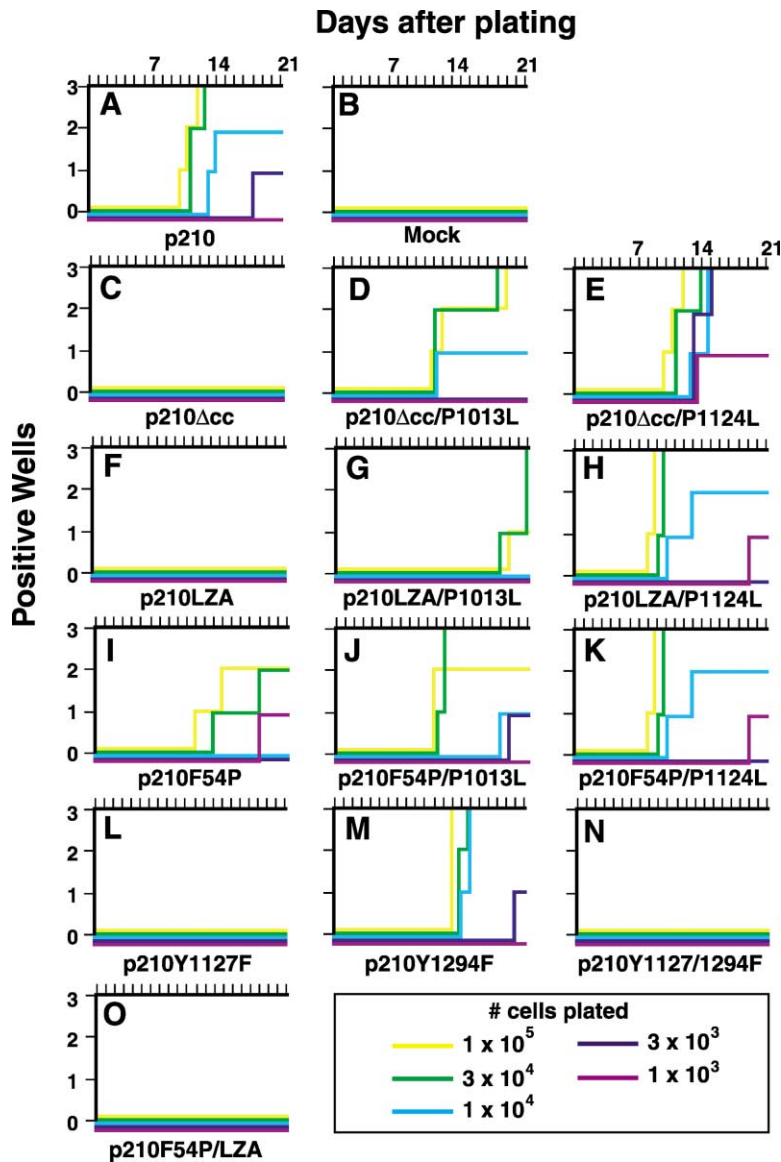 Days after plating
7 14 21
7 14 21
3
2
1
0
A
B
p210
Mock
7 14 21
3
2
1
0
C
D
E
p210Δcc
p210Δcc/P1013L
p210Δcc/P1124L
Positive Wells
3
2
1
0
F
G
H
p210LZA
p210LZA/P1013L
p210LZA/P1124L
3
2
1
0
I
J
K
p210F54P
p210F54P/P1013L
p210F54P/P1124L
3
2
1
0
L
M
N
p210Y1127F
p210Y1294F
p210Y1127/1294F
3
2
1
0
O
p210F54P/LZA
# cells plated
1 x 10⁵
3 x 10⁴
1 x 10⁴
3 x 10³
1 x 10³